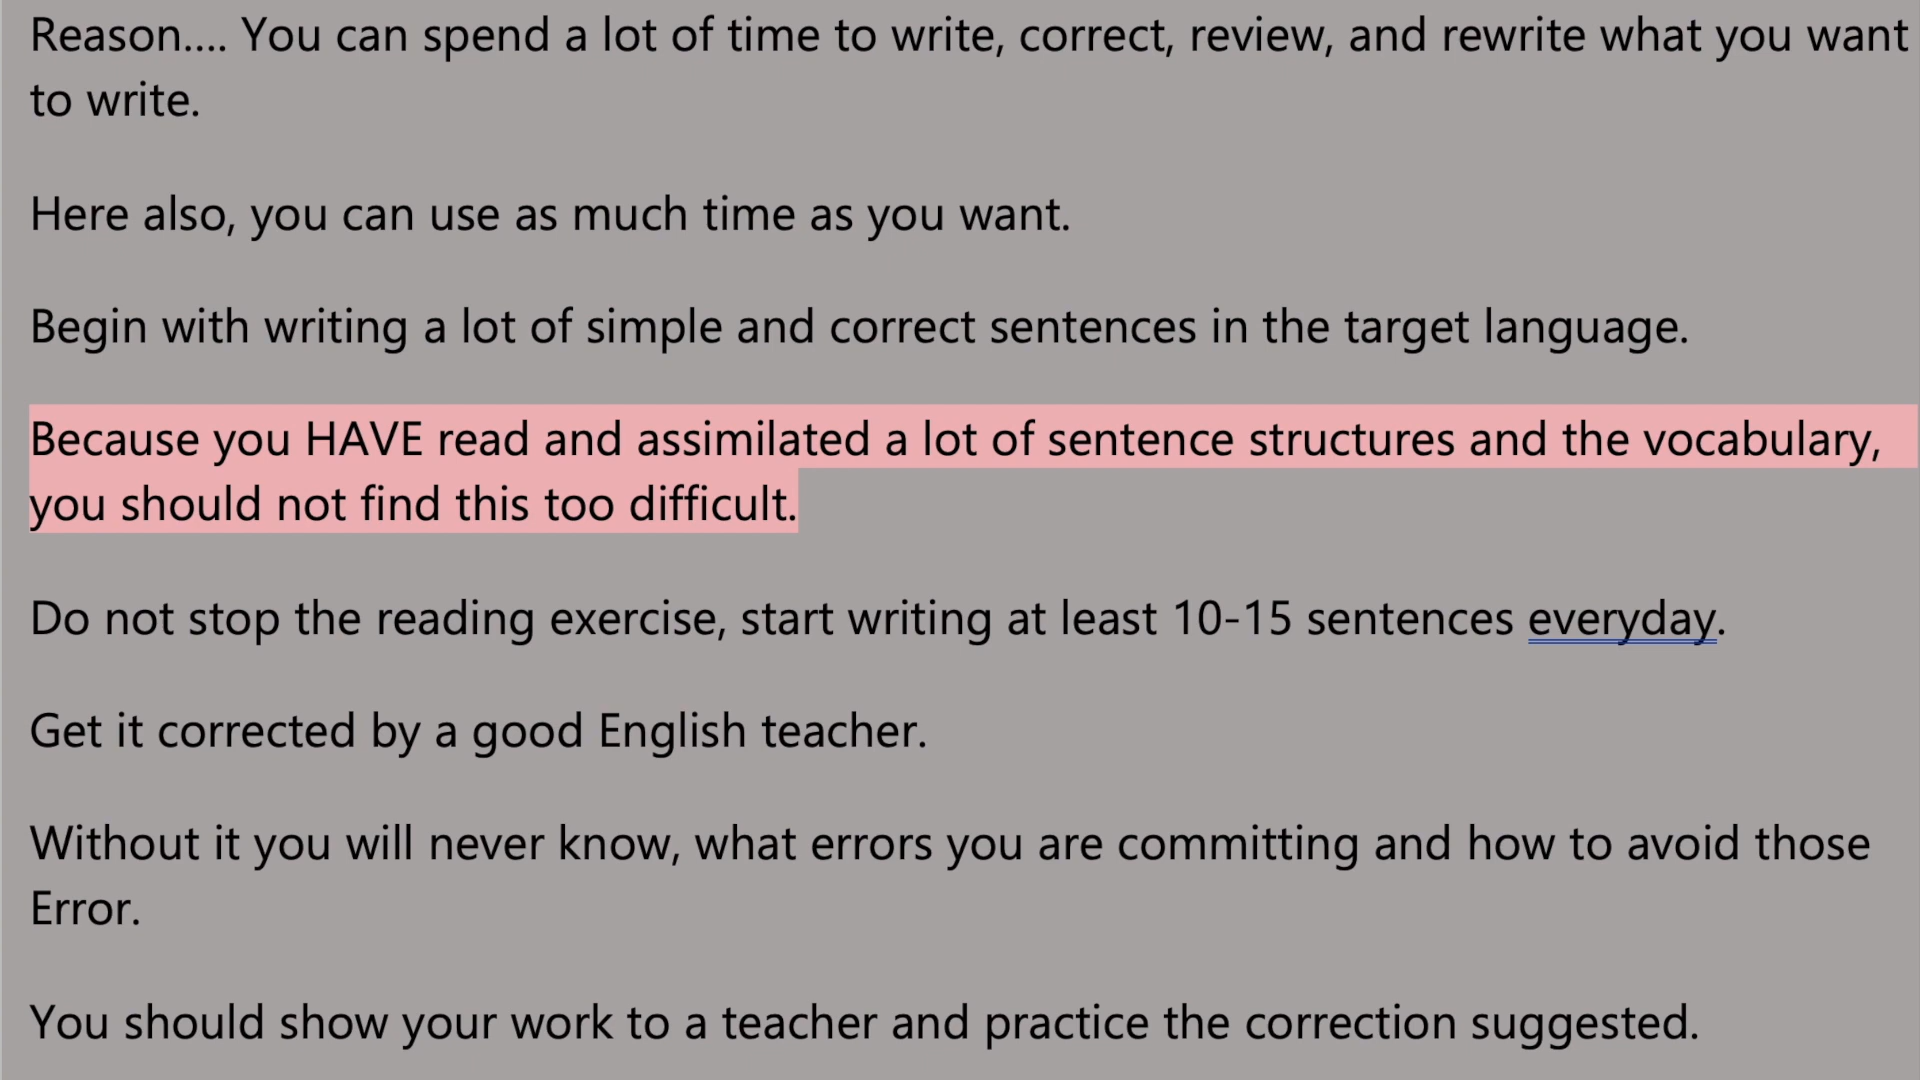 Reason.... You can spend a lot of time to write, correct, review, and rewrite what you want
to write.
Here also, you can use as much time as you want.
Begin with writing a lot of simple and correct sentences in the target language.
Because you HAVE read and assimilated a lot of sentence structures and the vocabulary,
you should not find this too difficult.
Do not stop the reading exercise, start writing at least 10-15 sentences everyday.
Get it corrected by a good English teacher.
Without it you will never know, what errors you are committing and how to avoid those
Error.
You should show your work to a teacher and practice the correction suggested.